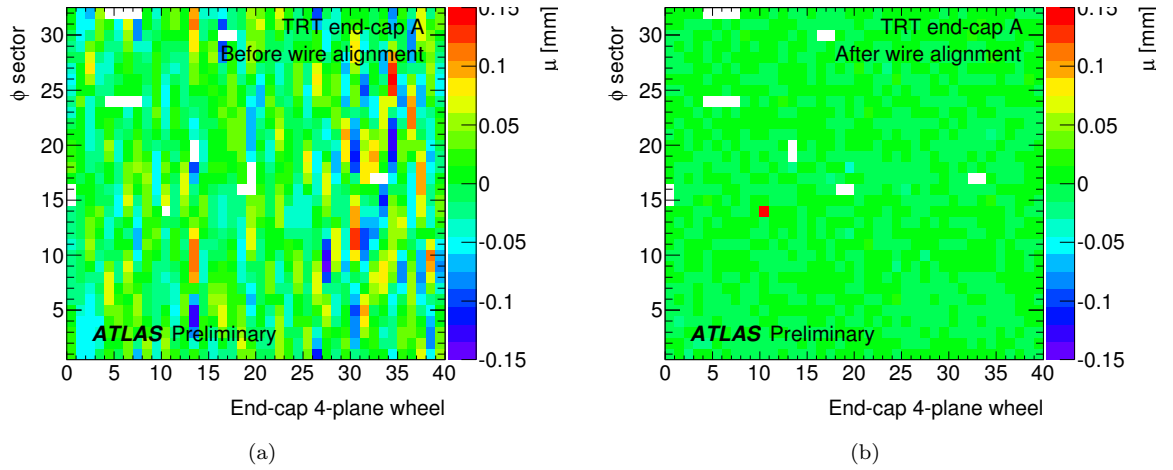 TRT end-cap A
Before wire alignment
ATLAS Preliminary
φ sector
30
25
20
15
10
5
0 5 10 15 20 25 30 35 40
End-cap 4-plane wheel
0.15
0.1
0.05
0
-0.05
-0.1
-0.15
μ [mm]
(a)
TRT end-cap A
After wire alignment
ATLAS Preliminary
φ sector
30
25
20
15
10
5
0 5 10 15 20 25 30 35 40
End-cap 4-plane wheel
0.15
0.1
0.05
0
-0.05
-0.1
-0.15
μ [mm]
(b)